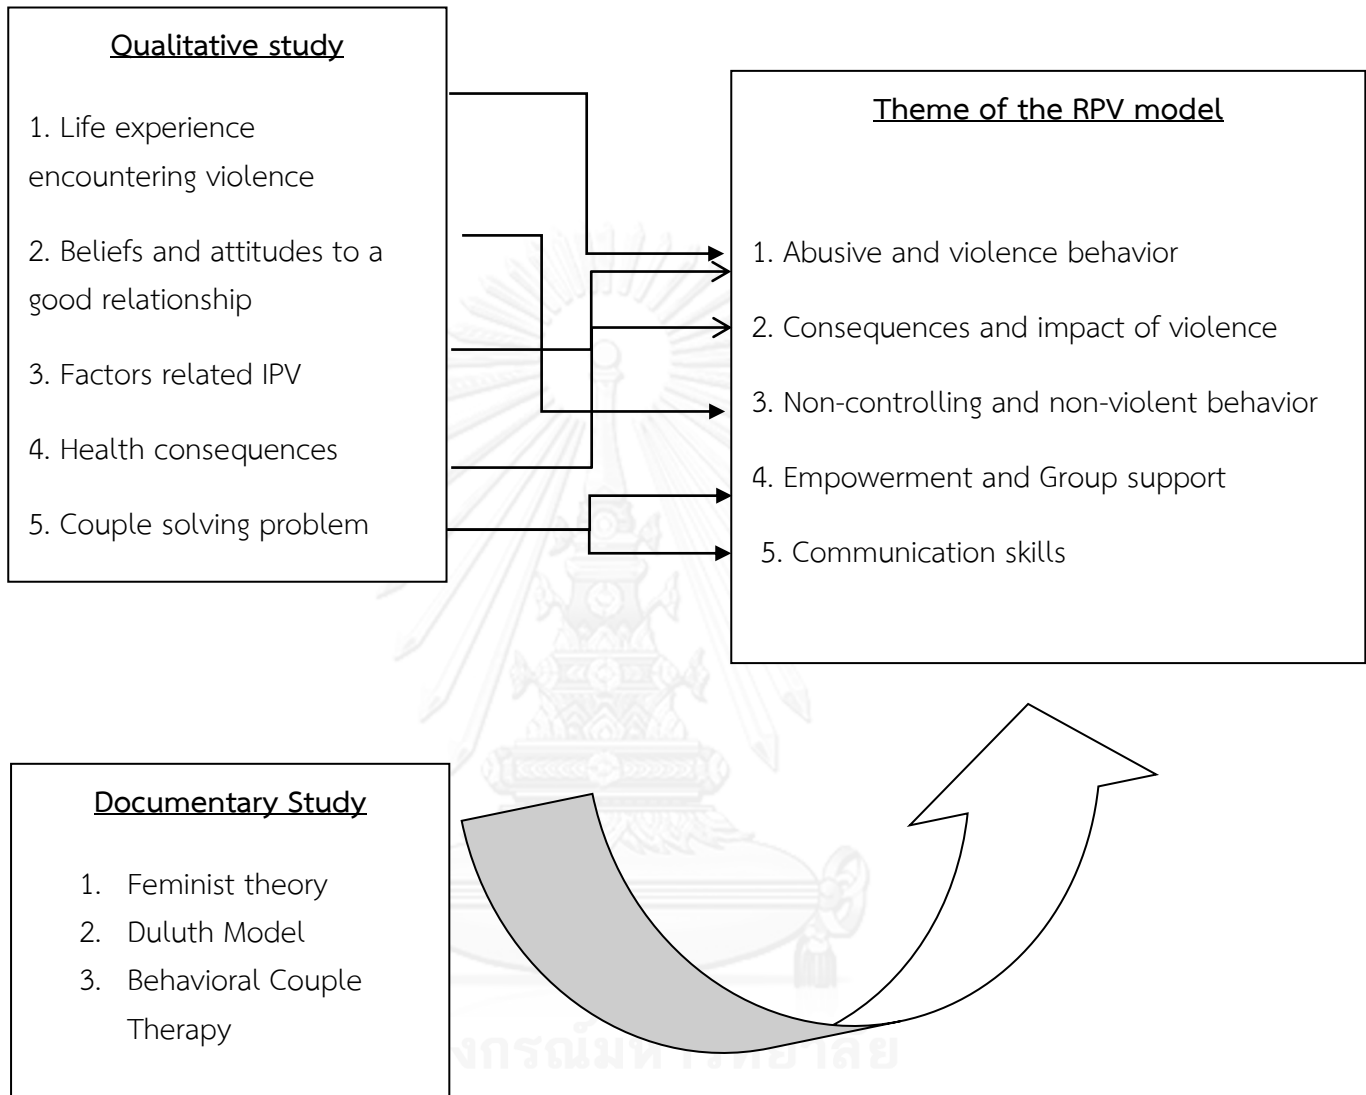 Qualitative study
1. Life experience
encountering violence
2. Beliefs and attitudes to a
good relationship
3. Factors related IPV
4. Health consequences
5. Couple solving problem
Theme of the RPV model
1. Abusive and violence behavior
2. Consequences and impact of violence
3. Non-controlling and non-violent behavior
4. Empowerment and Group support
5. Communication skills
Documentary Study
1. Feminist theory
2. Duluth Model
3. Behavioral Couple
Therapy